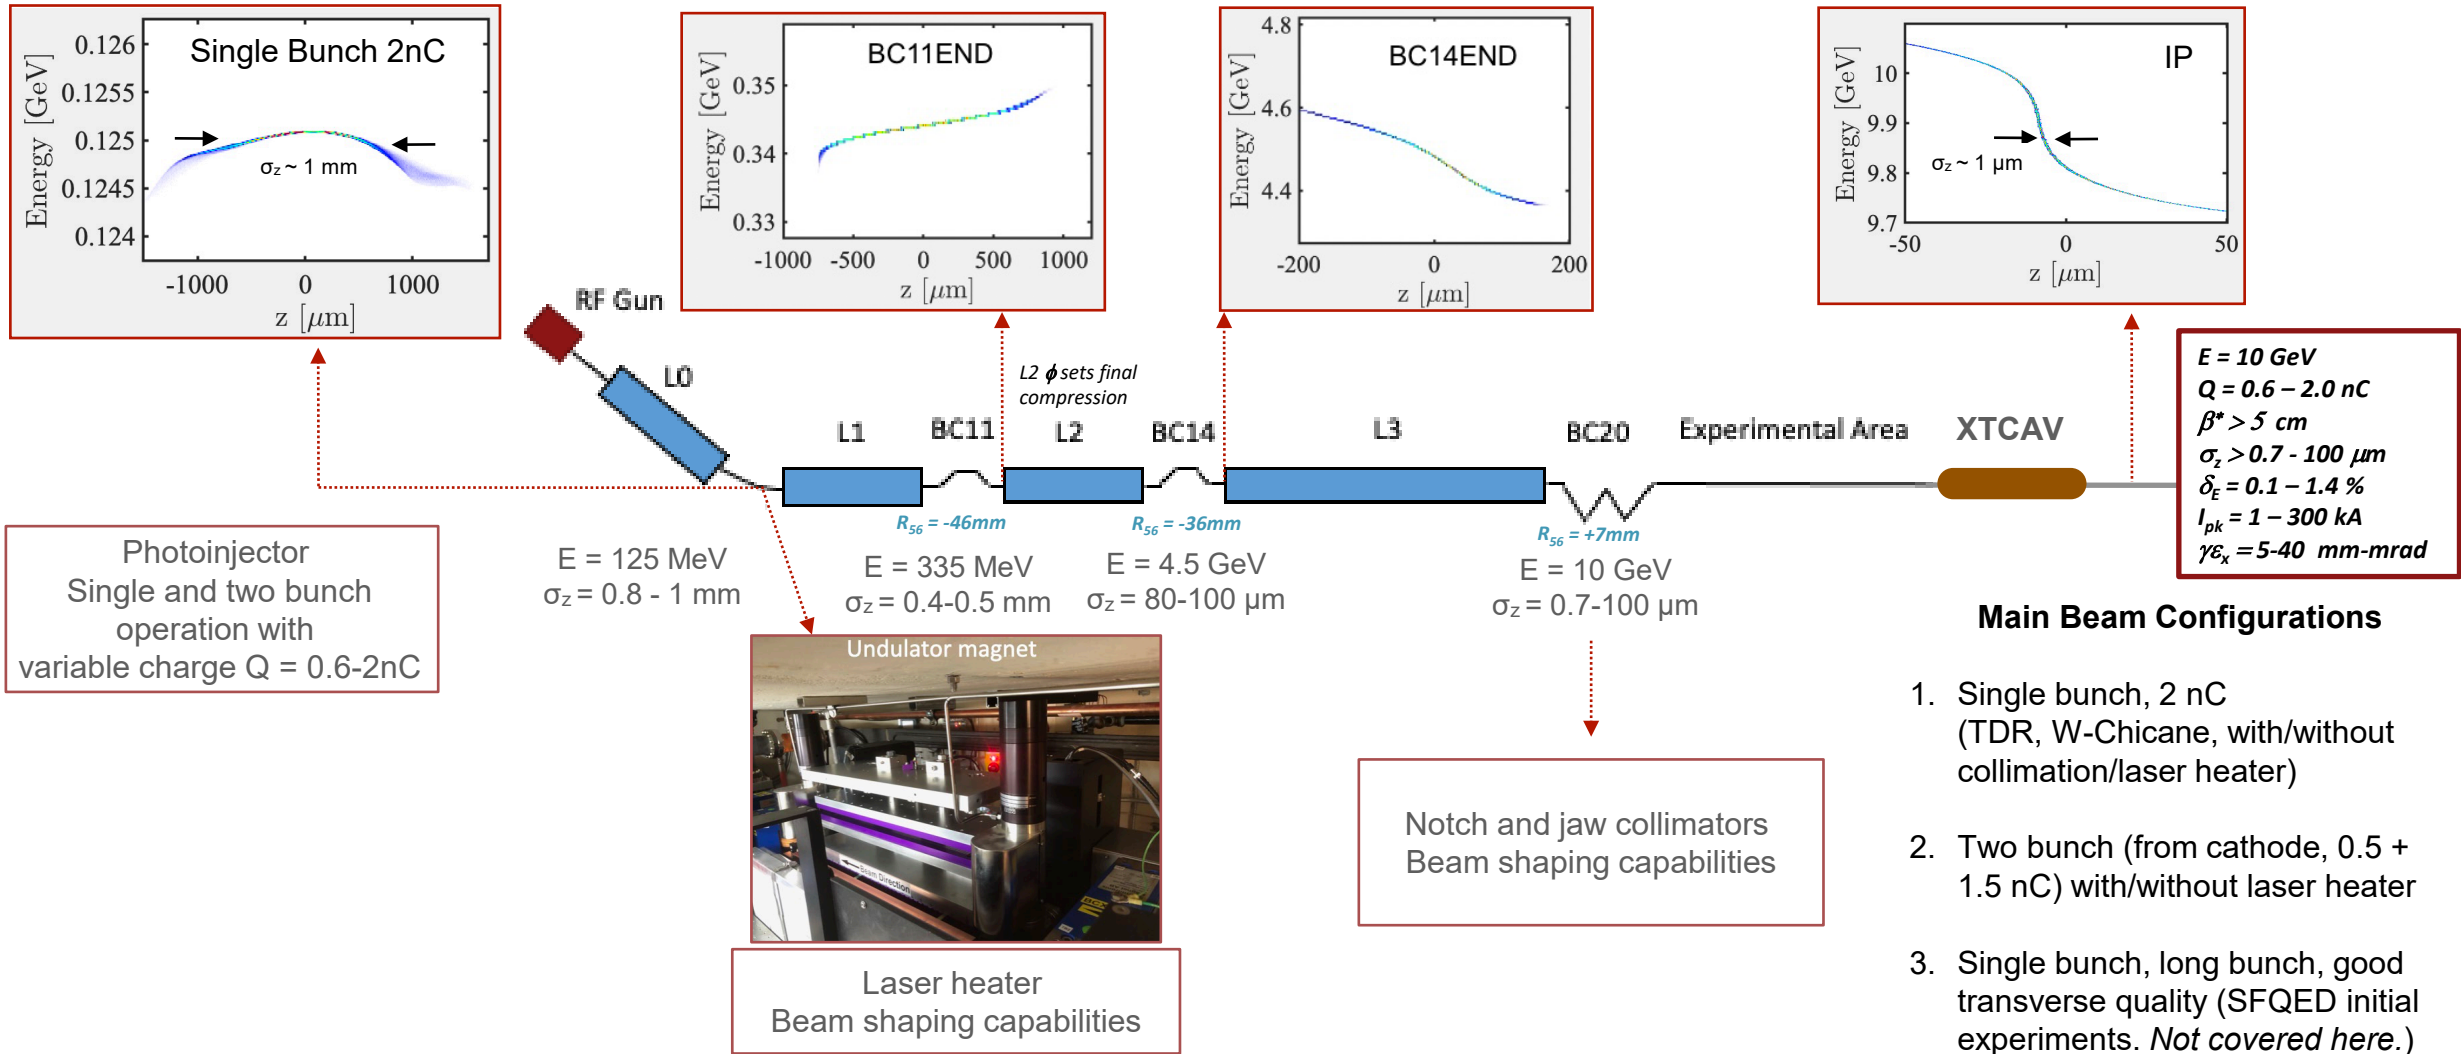 Single Bunch 2nC
Energy [GeV]
0.126
0.1255
0.125
0.1245
0.124
σz ~ 1 mm
-1000 0 1000
z [μm]
BC11END
Energy [GeV]
0.35
0.34
0.33
-1000 -500 0 500 1000
z [μm]
BC14END
Energy [GeV]
4.8
4.6
4.4
-200 0 200
z [μm]
IP
Energy [GeV]
10
9.9
9.8
9.7
σz ~ 1 μm
-50 0 50
z [μm]
RF Gun
L0
L2 ϕ sets final
compression
L1
BC11
L2
BC14
L3
BC20
Experimental Area
XTCAV
E = 10 GeV
Q = 0.6 – 2.0 nC
β* > 5 cm
σz > 0.7 - 100 μm
δE = 0.1 – 1.4 %
Ipk = 1 – 300 kA
γεx = 5-40 mm-mrad
R56 = -46mm
R56 = -36mm
R56 = +7mm
E = 125 MeV
σz = 0.8 - 1 mm
E = 335 MeV
σz = 0.4-0.5 mm
E = 4.5 GeV
σz = 80-100 μm
E = 10 GeV
σz = 0.7-100 μm
Photoinjector
Single and two bunch
operation with
variable charge Q = 0.6-2nC
Undulator magnet
Beam Direction
Laser heater
Beam shaping capabilities
Notch and jaw collimators
Beam shaping capabilities
Main Beam Configurations
1. Single bunch, 2 nC
(TDR, W-Chicane, with/without
collimation/laser heater)
2. Two bunch (from cathode, 0.5 +
1.5 nC) with/without laser heater
3. Single bunch, long bunch, good
transverse quality (SFQED initial
experiments. Not covered here.)